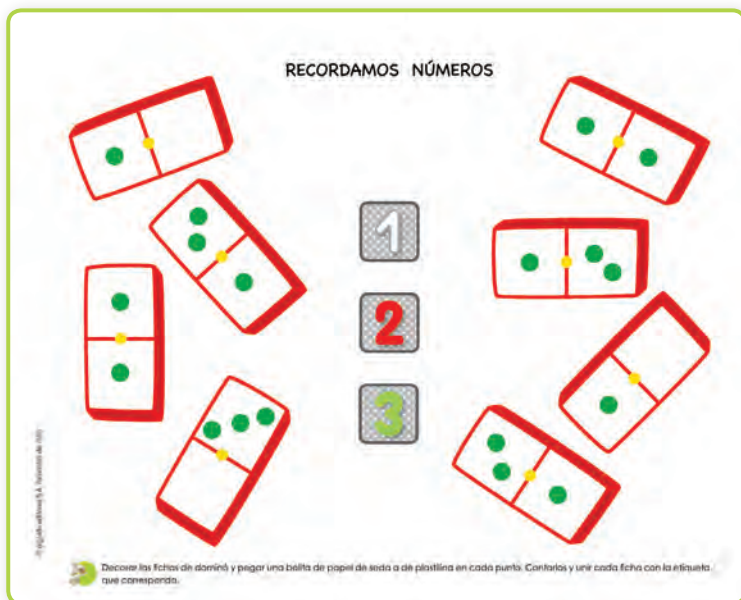 RECORDAMOS NÚMEROS
1
2
3
Decorar las fichas de dominó y pegar una bolita de papel de seda o de plastilina en cada punto. Contarlos y unir cada ficha con la etiqueta
que corresponda.